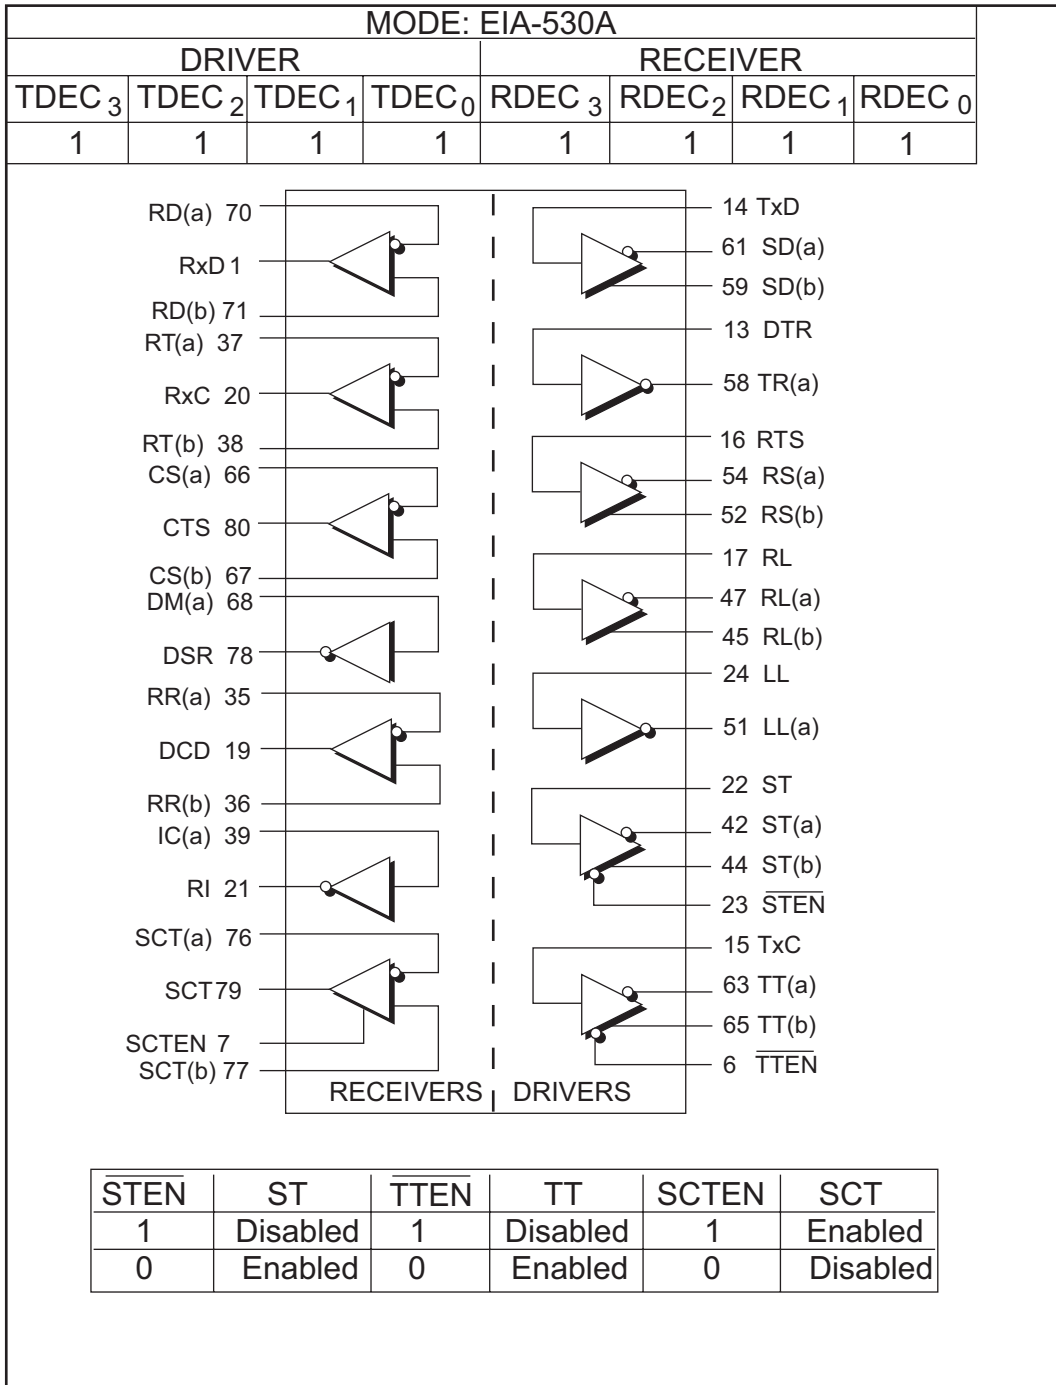 MODE: EIA-530A
DRIVER RECEIVER
TDEC3 TDEC2 TDEC1 TDEC0 RDEC3 RDEC2 RDEC1 RDEC0
1 1 1 1 1 1 1 1
RD(a) 70
RxD 1
RD(b) 71
RT(a) 37
RxC 20
RT(b) 38
CS(a) 66
CTS 80
CS(b) 67
DM(a) 68
DSR 78
RR(a) 35
DCD 19
RR(b) 36
IC(a) 39
RI 21
SCT(a) 76
SCT79
SCTEN 7
SCT(b) 77
14 TxD
61 SD(a)
59 SD(b)
13 DTR
58 TR(a)
16 RTS
54 RS(a)
52 RS(b)
17 RL
47 RL(a)
45 RL(b)
24 LL
51 LL(a)
22 ST
42 ST(a)
44 ST(b)
23 STEN
15 TxC
63 TT(a)
65 TT(b)
6 TTEN
RECEIVERS DRIVERS
STEN ST TTEN TT SCTEN SCT
1 Disabled 1 Disabled 1 Enabled
0 Enabled 0 Enabled 0 Disabled